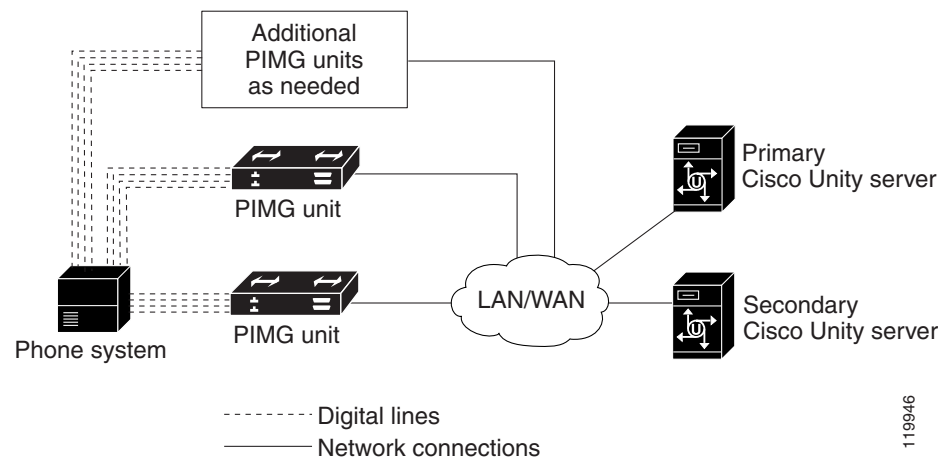 Additional
PIMG units
as needed
PIMG unit
Primary
Cisco Unity server
Phone system
PIMG unit
LAN/WAN
Secondary
Cisco Unity server
U
U
Digital lines
Network connections
119946